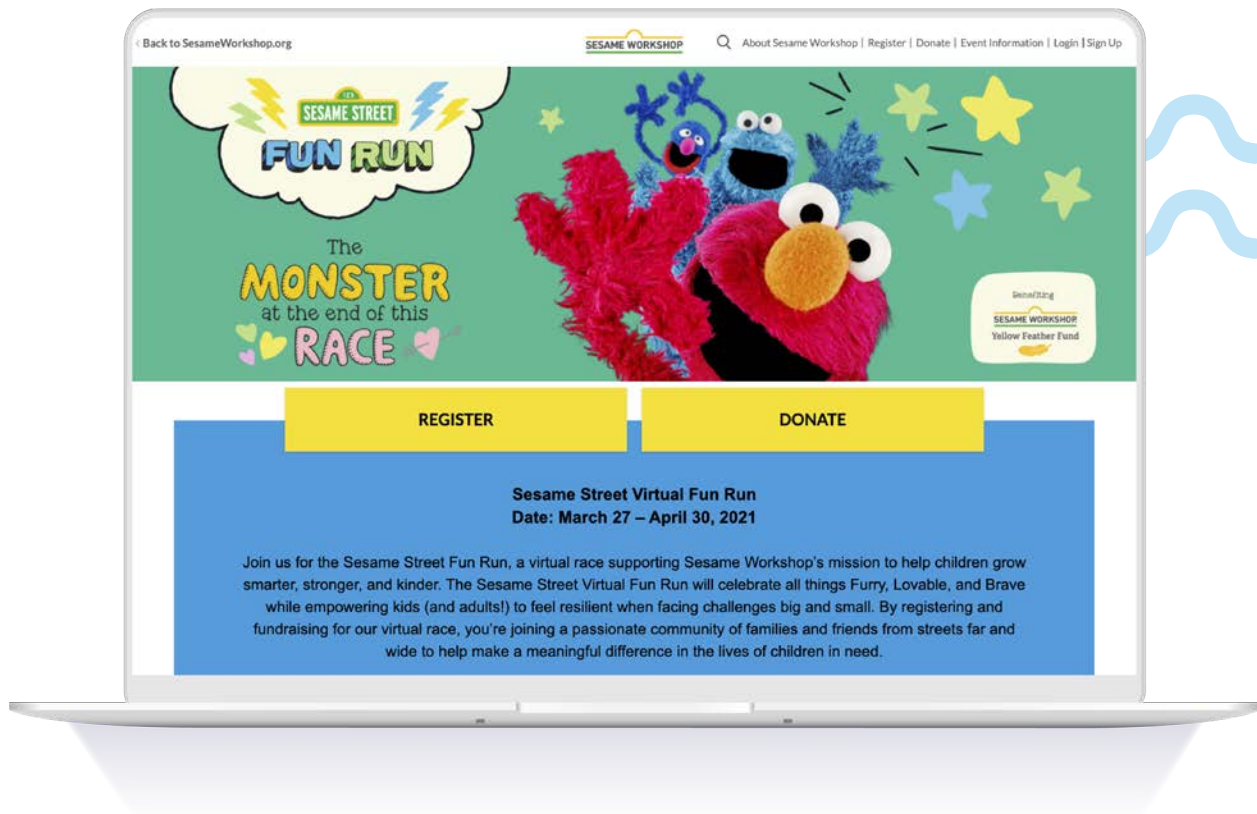 ‹ Back to SesameWorkshop.org
SESAME WORKSHOP
About Sesame Workshop | Register | Donate | Event Information | Login | Sign Up
123
SESAME STREET
FUN RUN
The
MONSTER
at the end of this
RACE
Benefiting
SESAME WORKSHOP
Yellow Feather Fund
REGISTER
DONATE
Sesame Street Virtual Fun Run
Date: March 27 – April 30, 2021
Join us for the Sesame Street Fun Run, a virtual race supporting Sesame Workshop's mission to help children grow
smarter, stronger, and kinder. The Sesame Street Virtual Fun Run will celebrate all things Furry, Lovable, and Brave
while empowering kids (and adults!) to feel resilient when facing challenges big and small. By registering and
fundraising for our virtual race, you're joining a passionate community of families and friends from streets far and
wide to help make a meaningful difference in the lives of children in need.